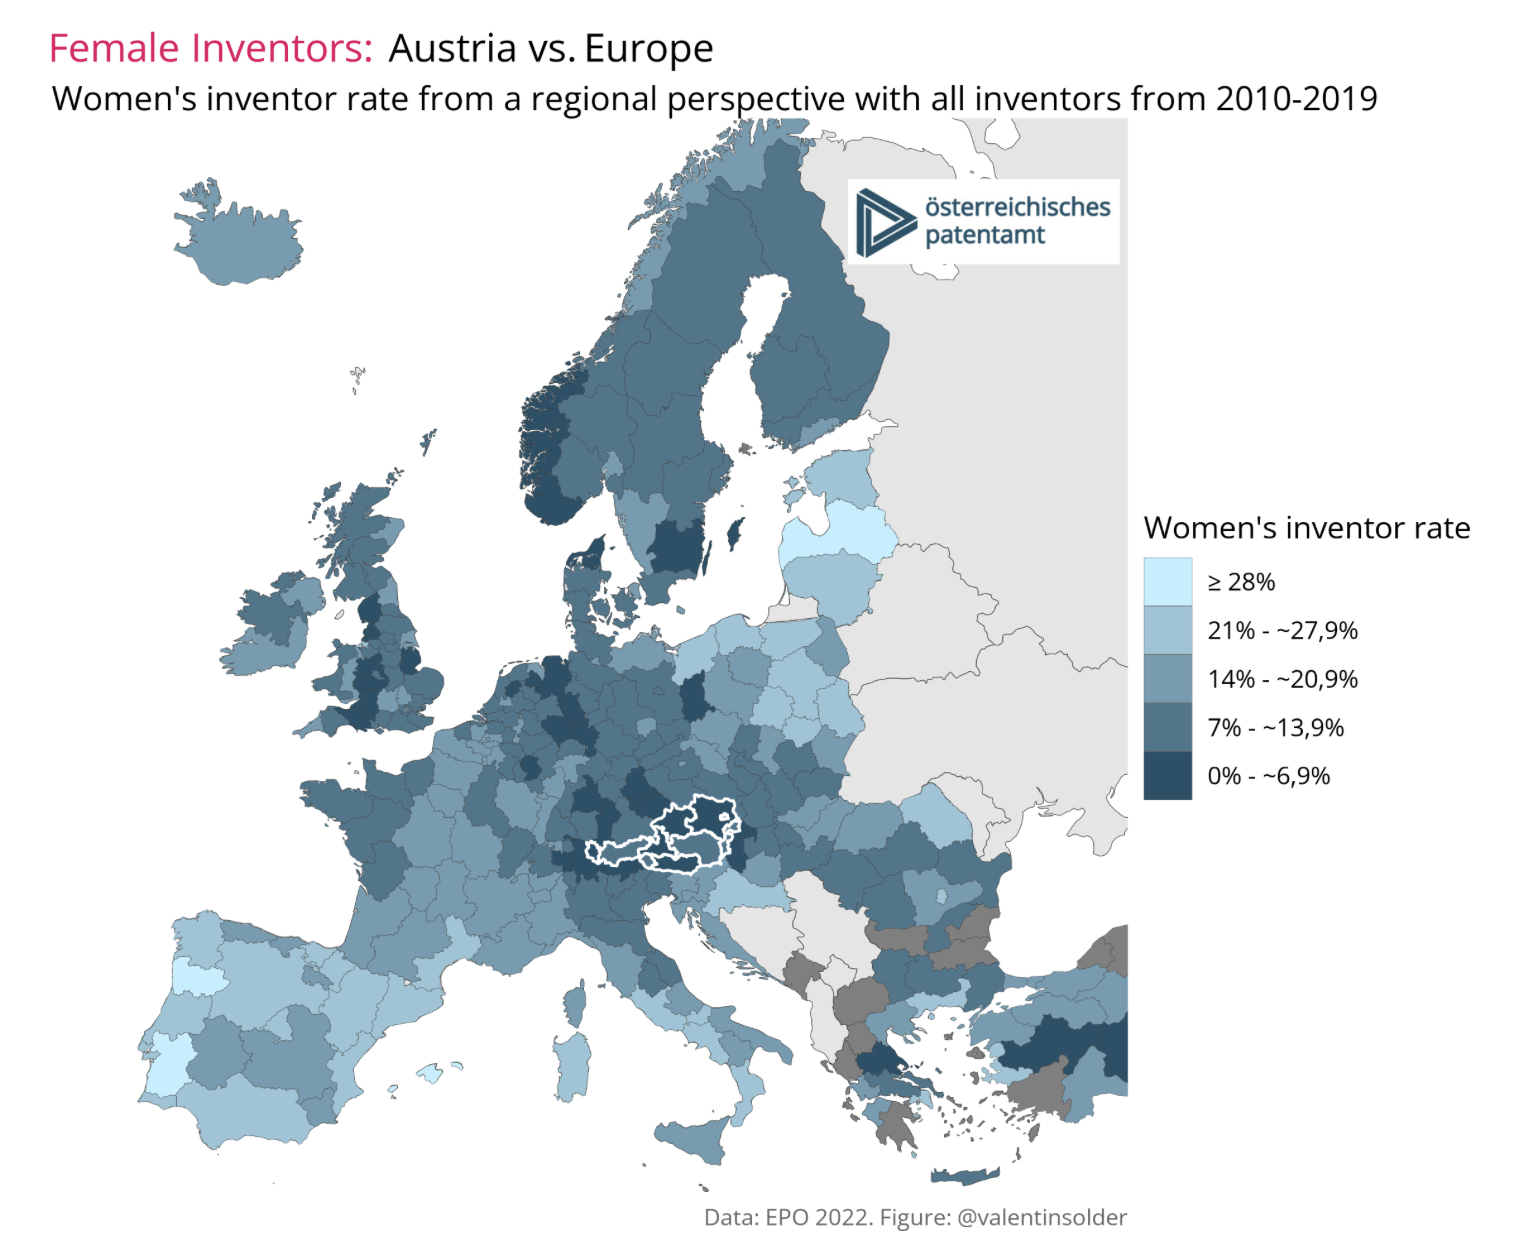 Female Inventors: Austria vs. Europe
Women's inventor rate from a regional perspective with all inventors from 2010-2019
österreichisches
patentamt
Women's inventor rate
≥ 28%
21% - ~27,9%
14% - ~20,9%
7% - ~13,9%
0% - ~6,9%
Data: EPO 2022. Figure: @valentinsolder